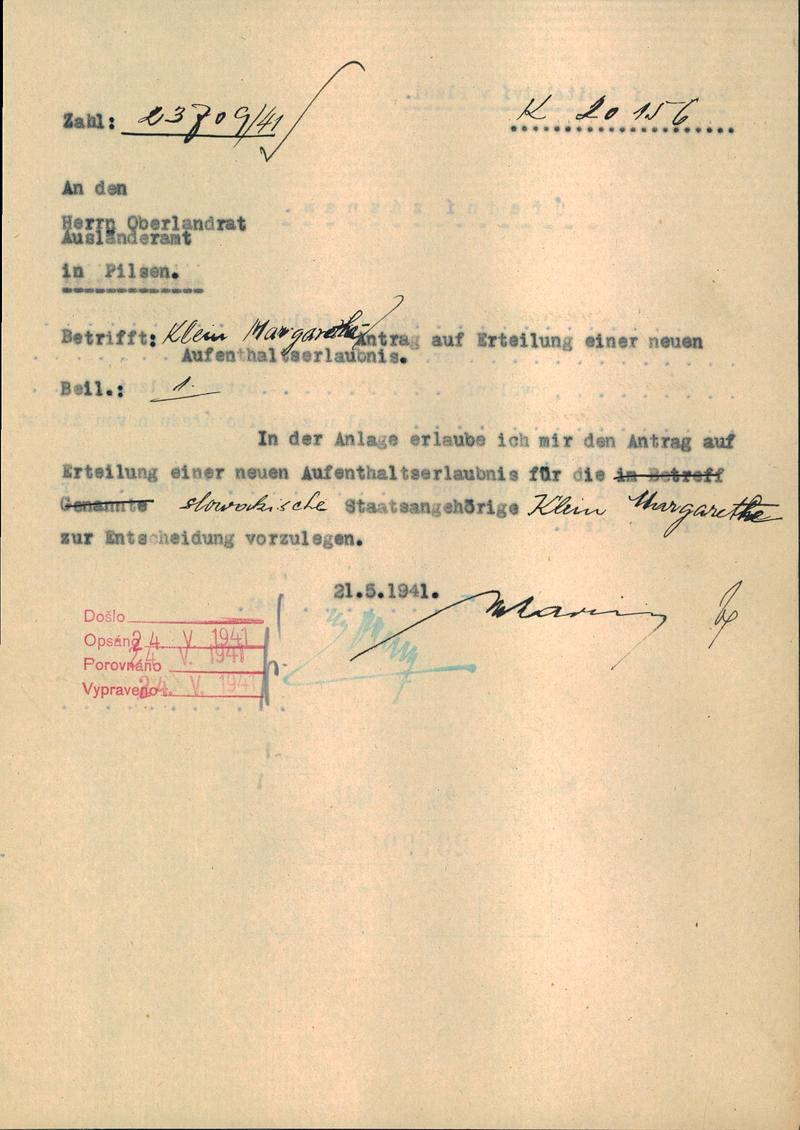 Zahl: 23709/41 K 20156
An den
Herrn Oberlandrat
Ausländeramt
in Pilsen.
Betrifft: Klein Margarethe Antrag auf Erteilung einer neuen
Aufenthaltserlaubnis.
Beil.: 1.
In der Anlage erlaube ich mir den Antrag auf
Erteilung einer neuen Aufenthaltserlaubnis für die im Betreff
Genannte slowakische Staatsangehörige Klein Margarethe
zur Entscheidung vorzulegen.
21.5.1941.
Došlo
Opsáno 24. V. 1941
Porovnáno 24. V. 1941
Vypraveno 24. V. 1941